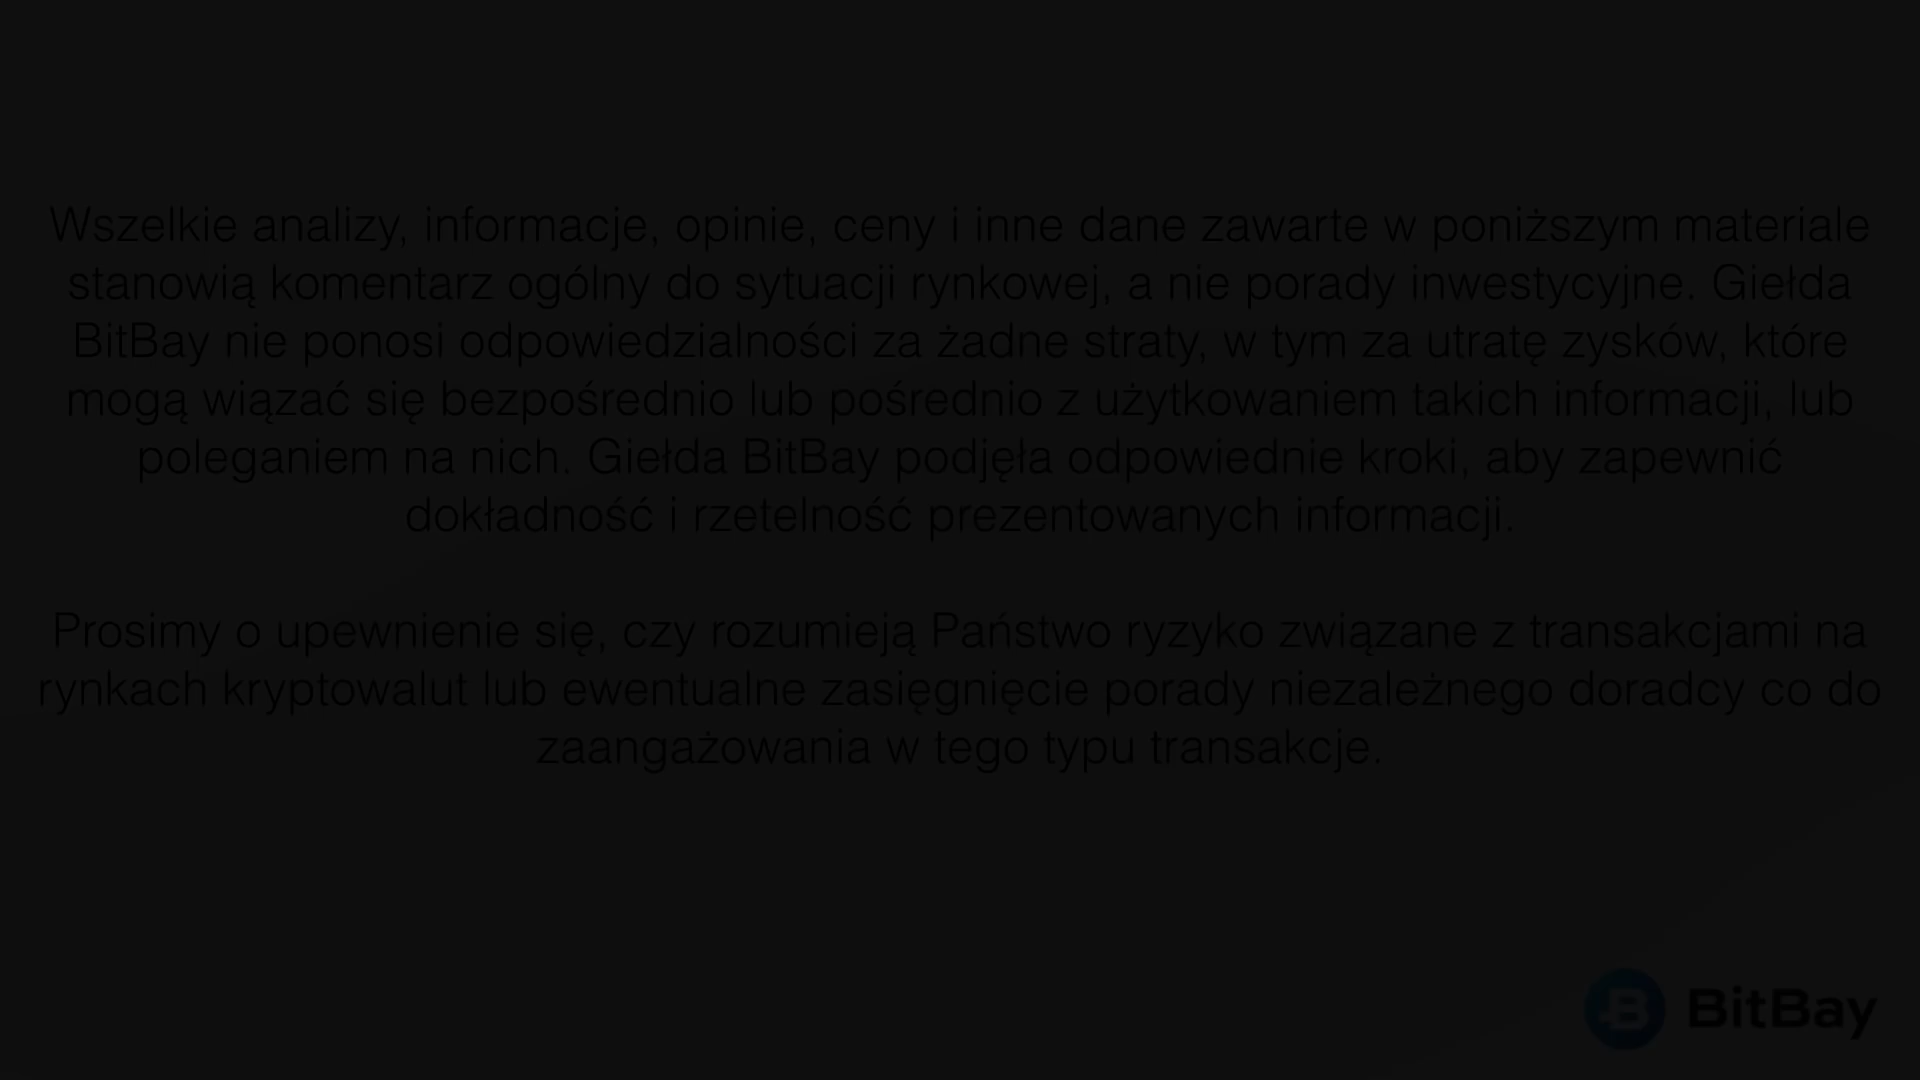 Wszelkie analizy, informacje, opinie, ceny i inne dane zawarte w poniższym materiale
stanowią komentarz ogólny do sytuacji rynkowej, a nie porady inwestycyjne. Giełda
BitBay nie ponosi odpowiedzialności za żadne straty, w tym za utratę zysków, które
mogą wiązać się bezpośrednio lub pośrednio z użytkowaniem takich informacji, lub
poleganiem na nich. Giełda BitBay podjęła odpowiednie kroki, aby zapewnić
dokładność i rzetelność prezentowanych informacji.
Prosimy o upewnienie się, czy rozumieją Państwo ryzyko związane z transakcjami na
rynkach kryptowalut lub ewentualne zasięgnięcie porady niezależnego doradcy co do
zaangażowania w tego typu transakcje.
BitBay